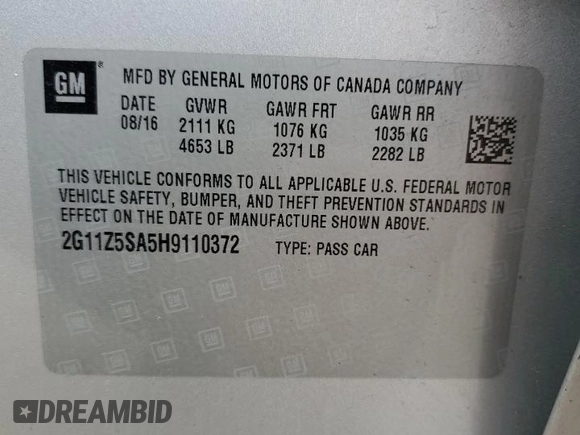 GM ® MFD BY GENERAL MOTORS OF CANADA COMPANY
DATE GVWR GAWR FRT GAWR RR
08/16 2111 KG 1076 KG 1035 KG
4653 LB 2371 LB 2282 LB
THIS VEHICLE CONFORMS TO ALL APPLICABLE U.S. FEDERAL MOTOR
VEHICLE SAFETY, BUMPER, AND THEFT PREVENTION STANDARDS IN
EFFECT ON THE DATE OF MANUFACTURE SHOWN ABOVE.
2G11Z5SA5H9110372 TYPE: PASS CAR
DREAMBID